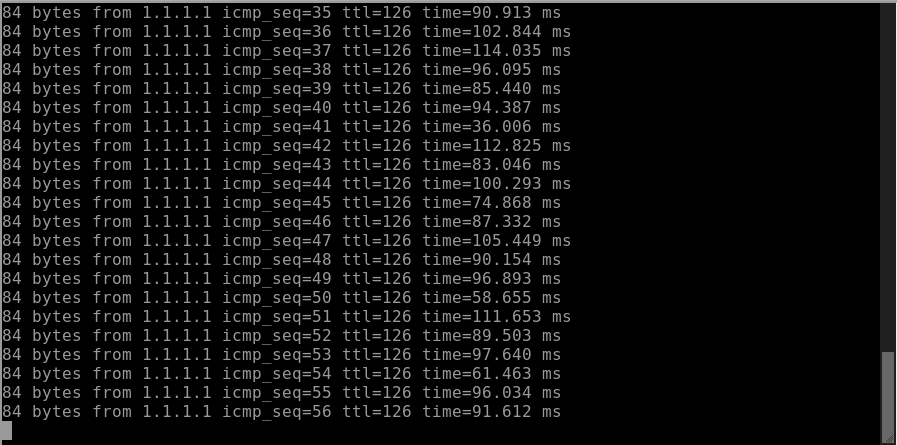 84 bytes from 1.1.1.1 icmp_seq=35 ttl=126 time=90.913 ms
84 bytes from 1.1.1.1 icmp_seq=36 ttl=126 time=102.844 ms
84 bytes from 1.1.1.1 icmp_seq=37 ttl=126 time=114.035 ms
84 bytes from 1.1.1.1 icmp_seq=38 ttl=126 time=96.095 ms
84 bytes from 1.1.1.1 icmp_seq=39 ttl=126 time=85.440 ms
84 bytes from 1.1.1.1 icmp_seq=40 ttl=126 time=94.387 ms
84 bytes from 1.1.1.1 icmp_seq=41 ttl=126 time=36.006 ms
84 bytes from 1.1.1.1 icmp_seq=42 ttl=126 time=112.825 ms
84 bytes from 1.1.1.1 icmp_seq=43 ttl=126 time=83.046 ms
84 bytes from 1.1.1.1 icmp_seq=44 ttl=126 time=100.293 ms
84 bytes from 1.1.1.1 icmp_seq=45 ttl=126 time=74.868 ms
84 bytes from 1.1.1.1 icmp_seq=46 ttl=126 time=87.332 ms
84 bytes from 1.1.1.1 icmp_seq=47 ttl=126 time=105.449 ms
84 bytes from 1.1.1.1 icmp_seq=48 ttl=126 time=90.154 ms
84 bytes from 1.1.1.1 icmp_seq=49 ttl=126 time=96.893 ms
84 bytes from 1.1.1.1 icmp_seq=50 ttl=126 time=58.655 ms
84 bytes from 1.1.1.1 icmp_seq=51 ttl=126 time=111.653 ms
84 bytes from 1.1.1.1 icmp_seq=52 ttl=126 time=89.503 ms
84 bytes from 1.1.1.1 icmp_seq=53 ttl=126 time=97.640 ms
84 bytes from 1.1.1.1 icmp_seq=54 ttl=126 time=61.463 ms
84 bytes from 1.1.1.1 icmp_seq=55 ttl=126 time=96.034 ms
84 bytes from 1.1.1.1 icmp_seq=56 ttl=126 time=91.612 ms